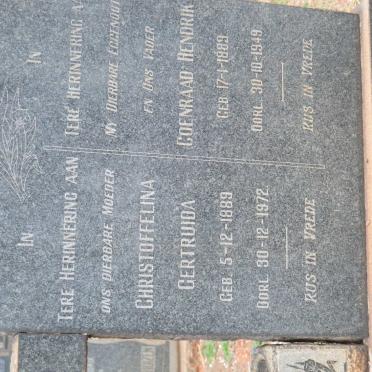 IN
TERE HERINNERING AAN
ONS DIERBARE MOEDER
CHRISTOFFELINA
GERTRUIDA
GEB. 5-12-1889
OORL. 30-12-1972.
RUS IN VREDE
IN
TERE HERINNERING A
MY DIERBARE EGGENOOT
EN ONS VADER
COENRAAD HENDRIK
GEB 17-1-1889.
OORL. 30-10-1949
RUS IN VREDE